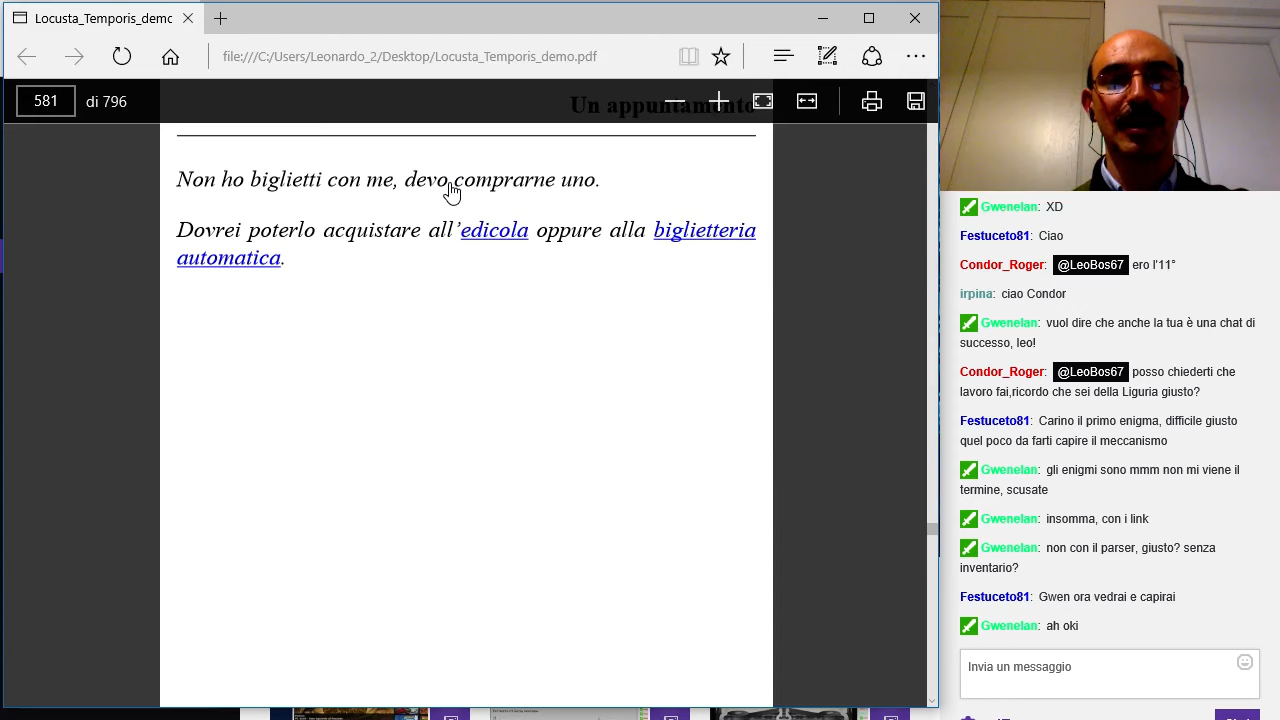 Locusta_Temporis_demo
file:///C:/Users/Leonardo_2/Desktop/Locusta_Temporis_demo.pdf
581 di 796
Un appuntamento
Non ho biglietti con me, devo comprarne uno.
Dovrei poterlo acquistare all’edicola oppure alla biglietteria
automatica.
Gwenelan: XD
Festuceto81: Ciao
Condor_Roger: @LeoBos67 ero l'11°
irpina: ciao Condor
Gwenelan: vuol dire che anche la tua è una chat di
successo, leo!
Condor_Roger: @LeoBos67 posso chiederti che
lavoro fai,ricordo che sei della Liguria giusto?
Festuceto81: Carino il primo enigma, difficile giusto
quel poco da farti capire il meccanismo
Gwenelan: gli enigmi sono mmm non mi viene il
termine, scusate
Gwenelan: insomma, con i link
Gwenelan: non con il parser, giusto? senza
inventario?
Festuceto81: Gwen ora vedrai e capirai
Gwenelan: ah oki
Invia un messaggio